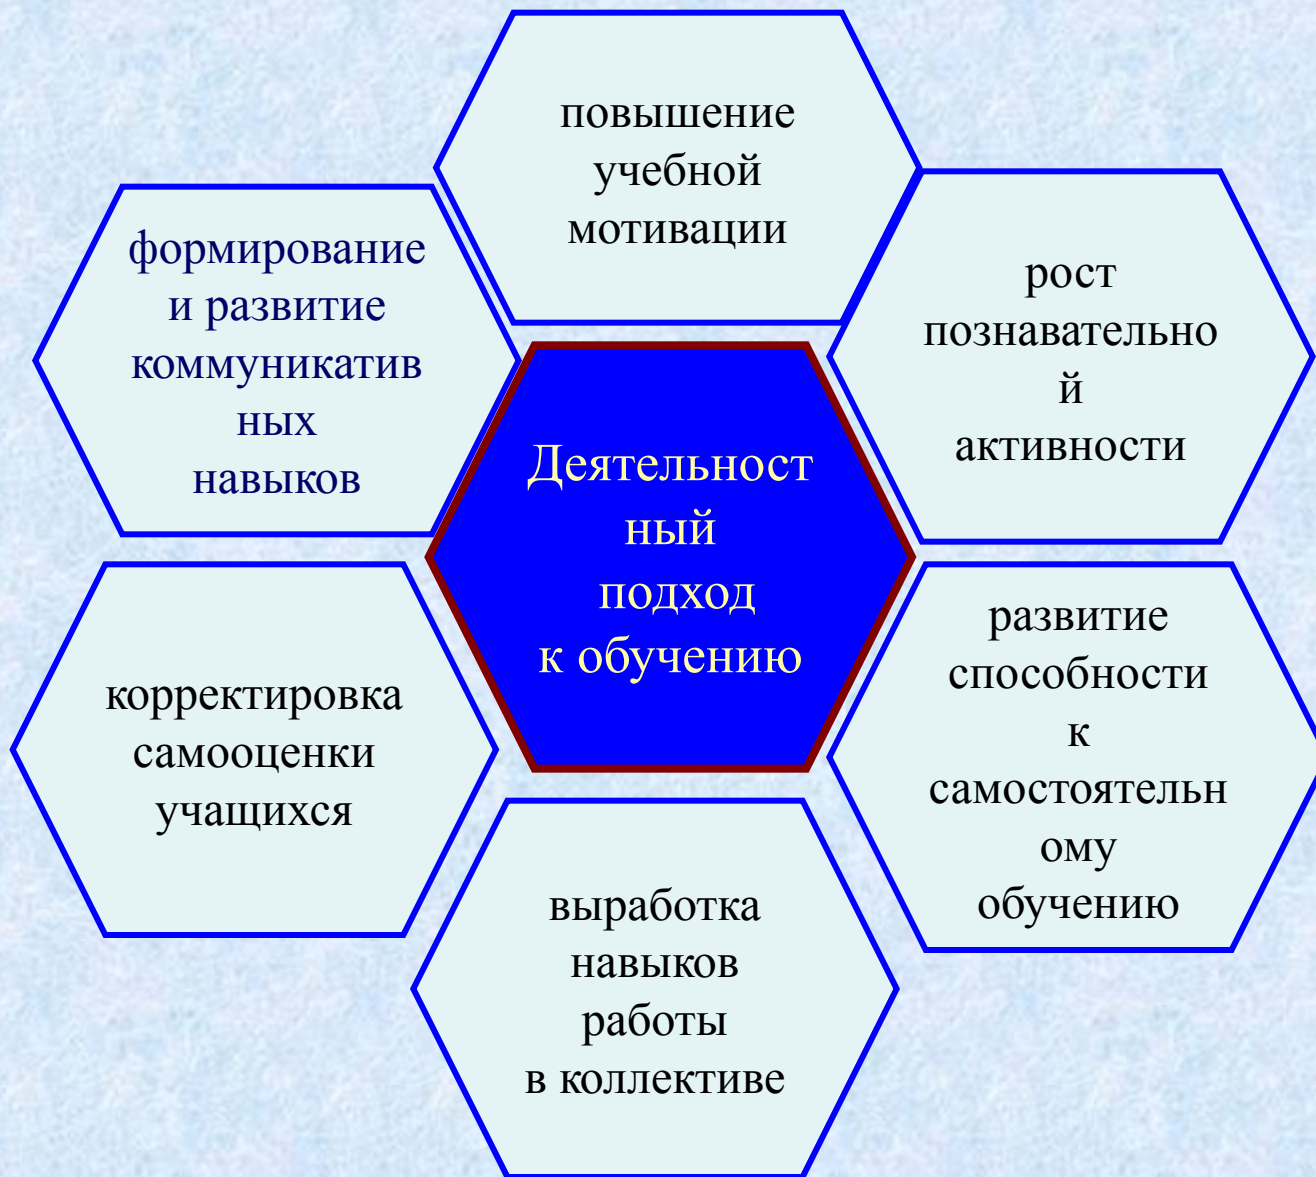 повышение
учебной
мотивации
формирование
и развитие
коммуникатив
ных
навыков
рост
познавательно
й
активности
Деятельност
ный
подход
к обучению
развитие
способности
к
самостоятельн
ому
обучению
корректировка
самооценки
учащихся
выработка
навыков
работы
в коллективе